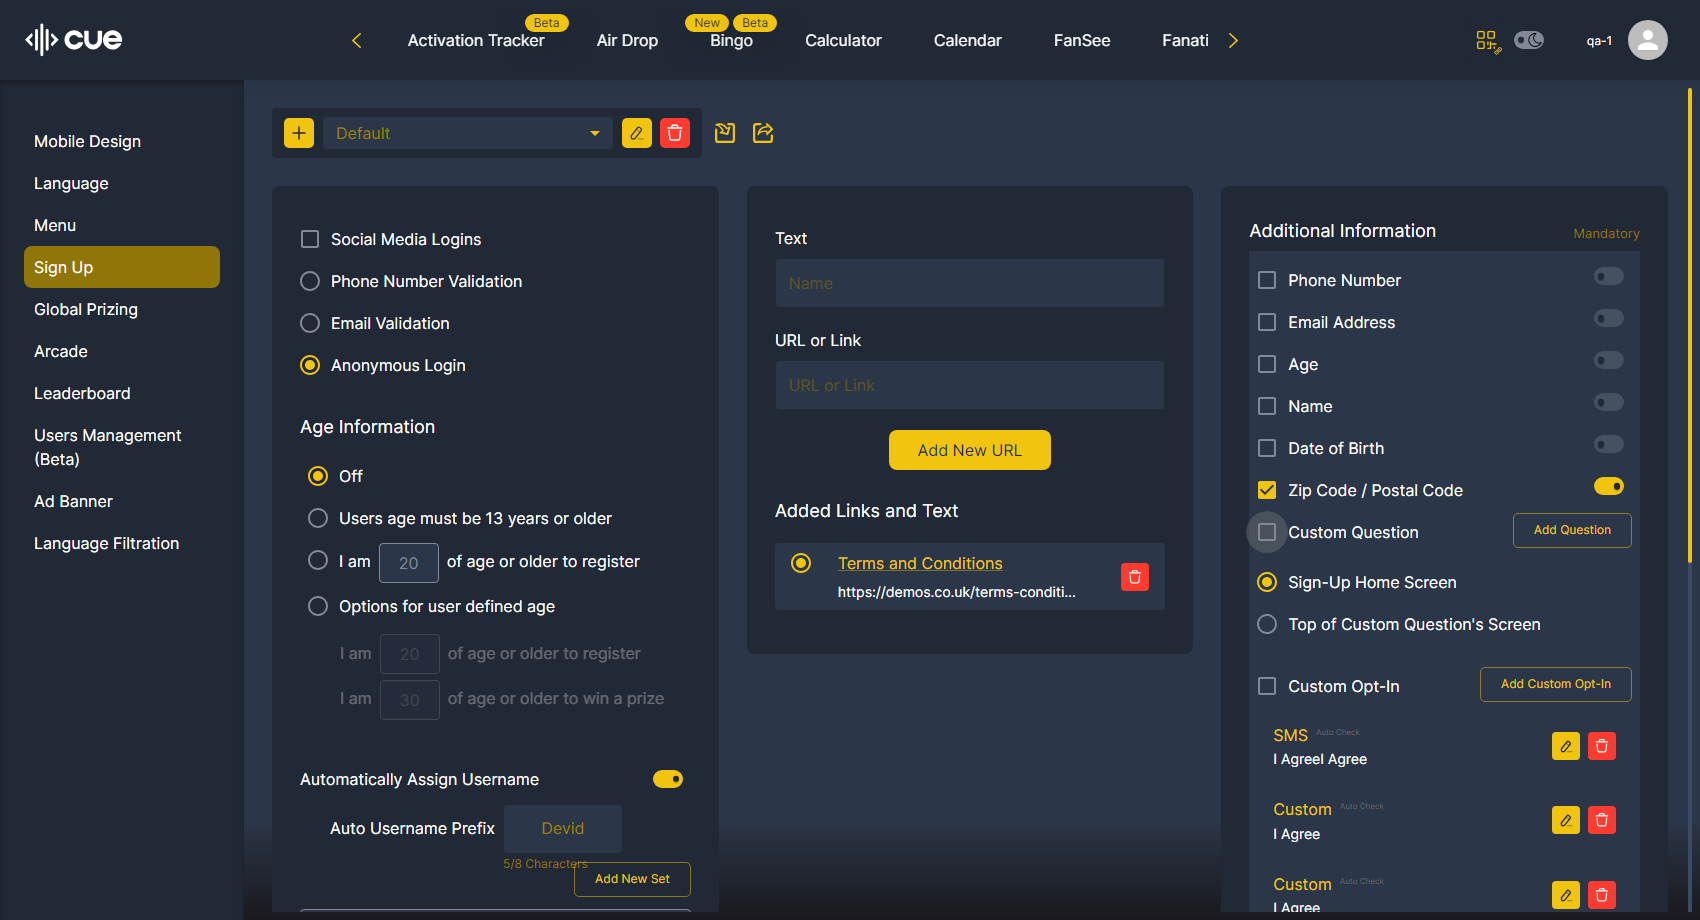 cue
Activation Tracker
Beta
Air Drop
New
Beta
Bingo
Calculator
Calendar
FanSee
Fanati
qa-1
Mobile Design
Language
Menu
Sign Up
Global Prizing
Arcade
Leaderboard
Users Management
(Beta)
Ad Banner
Language Filtration
Default
Social Media Logins
Phone Number Validation
Email Validation
Anonymous Login
Age Information
Off
Users age must be 13 years or older
I am 20 of age or older to register
Options for user defined age
I am 20 of age or older to register
I am 30 of age or older to win a prize
Automatically Assign Username
Auto Username Prefix Devid
5/8 Characters
Add New Set
Text
Name
URL or Link
URL or Link
Add New URL
Added Links and Text
Terms and Conditions
https://demos.co.uk/terms-conditi...
Additional Information
Mandatory
Phone Number
Email Address
Age
Name
Date of Birth
Zip Code / Postal Code
Custom Question
Add Question
Sign-Up Home Screen
Top of Custom Question's Screen
Custom Opt-In
Add Custom Opt-In
SMS Auto Check
I AgreeI Agree
Custom Auto Check
I Agree
Custom Auto Check
I Agree